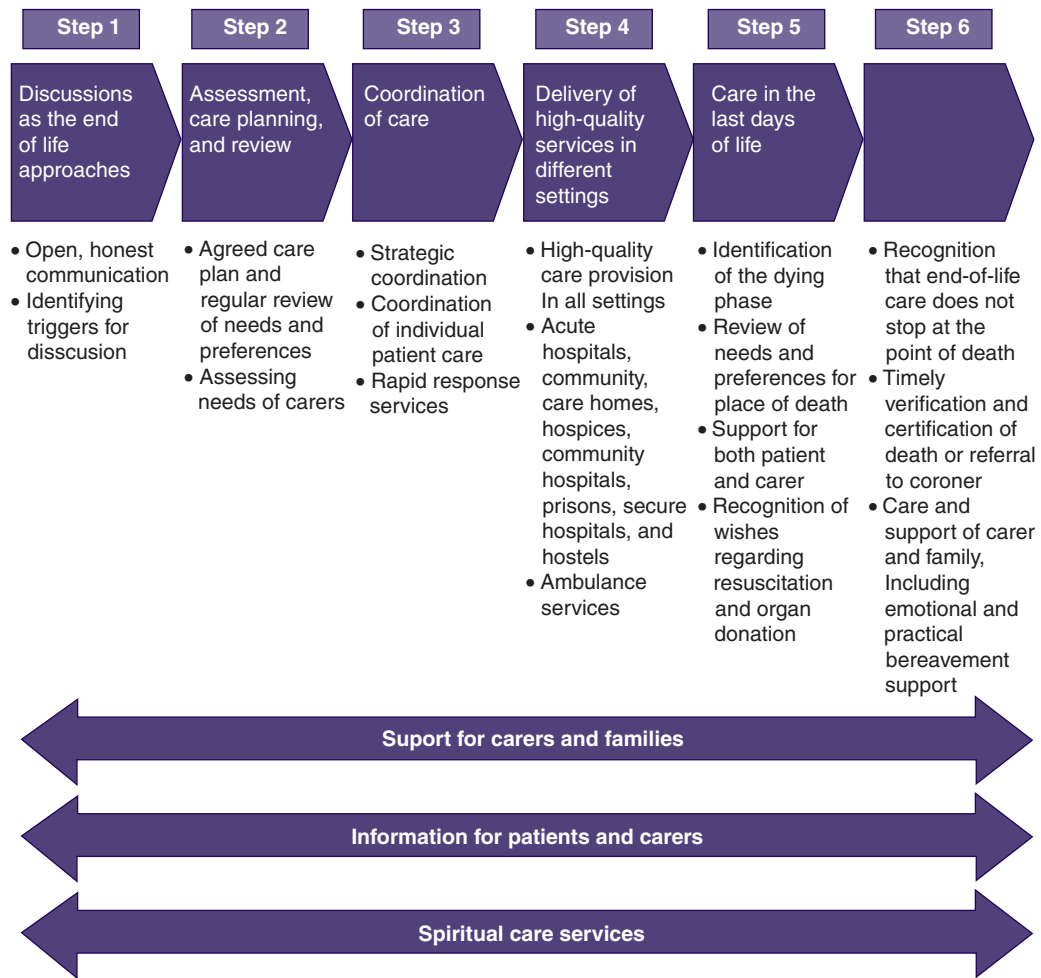 Step 1
Step 2
Step 3
Step 4
Step 5
Step 6
Discussions
as the end
of life
approaches
Assessment,
care planning,
and review
Coordination
of care
Delivery of
high-quality
services in
different
settings
Care in the
last days
of life
• Open, honest
communication
• Identifying
triggers for
disscusion
• Agreed care
plan and
regular review
of needs and
preferences
• Assessing
needs of carers
• Strategic
coordination
• Coordination
of individual
patient care
• Rapid response
services
• High-quality
care provision
In all settings
• Acute
hospitals,
community,
care homes,
hospices,
community
hospitals,
prisons, secure
hospitals, and
hostels
• Ambulance
services
• Identification
of the dying
phase
• Review of
needs and
preferences for
place of death
• Support for
both patient
and carer
• Recognition of
wishes
regarding
resuscitation
and organ
donation
• Recognition
that end-of-life
care does not
stop at the
point of death
• Timely
verification and
certification of
death or referral
to coroner
• Care and
support of carer
and family,
Including
emotional and
practical
bereavement
support
Suport for carers and families
Information for patients and carers
Spiritual care services